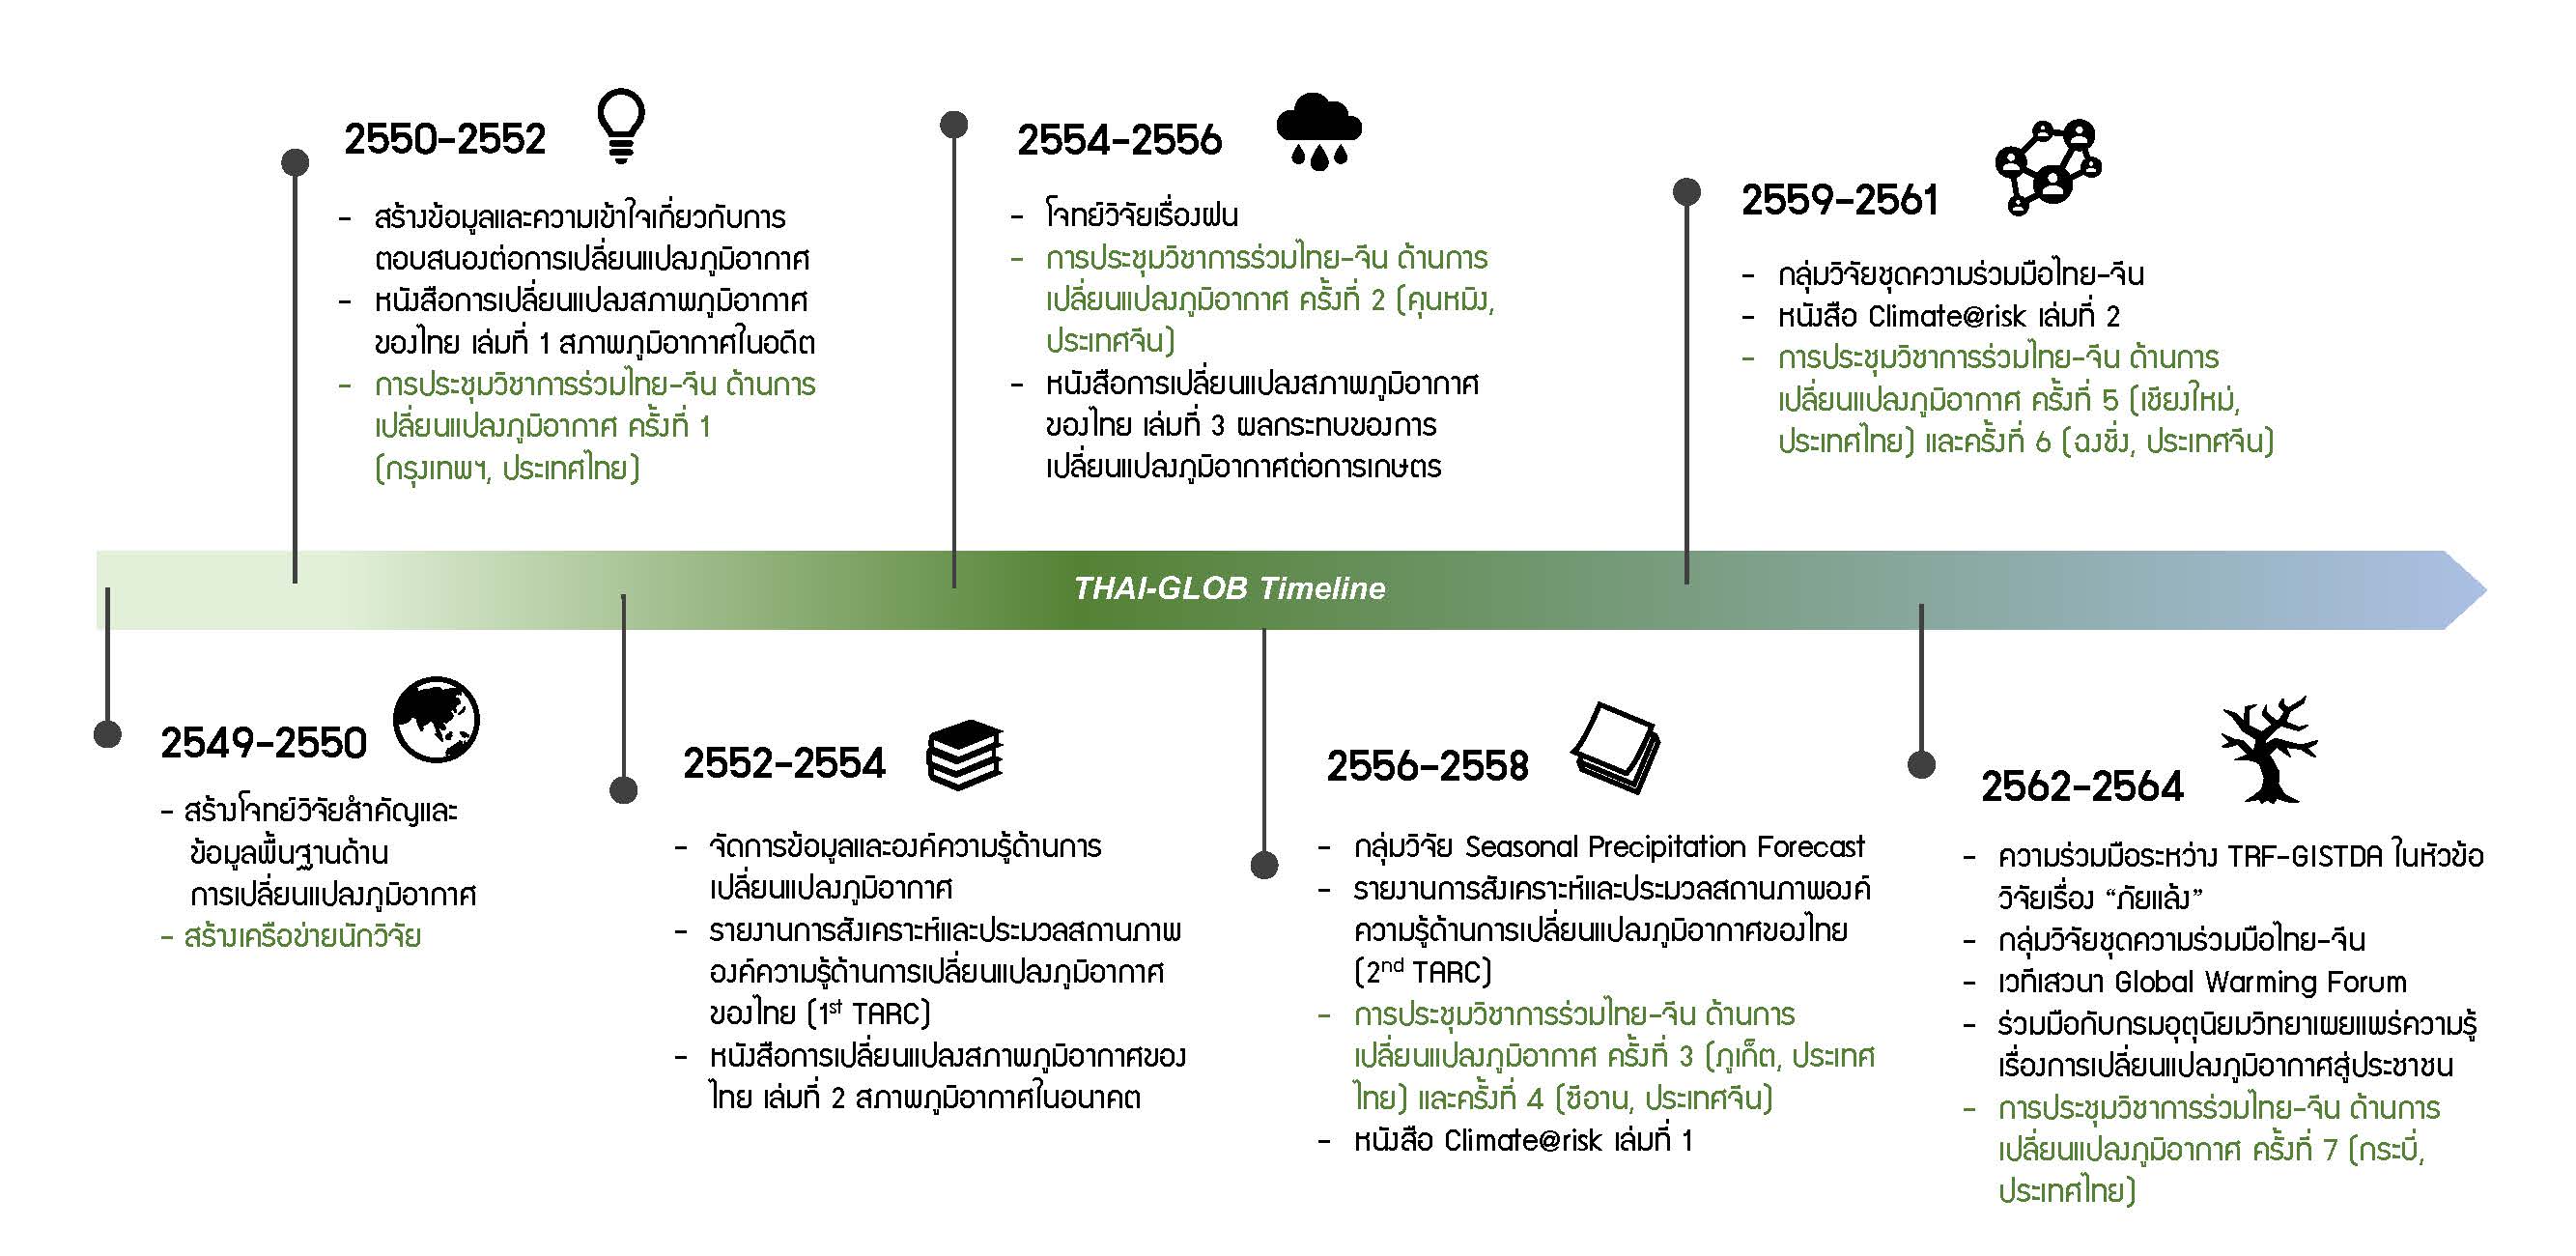 2550-2552
- สร้างข้อมูลและความเข้าใจเกี่ยวกับการ
ตอบสนองต่อการเปลี่ยนแปลงภูมิอากาศ
- หนังสือการเปลี่ยนแปลงสภาพภูมิอากาศ
ของไทย เล่มที่ 1 สภาพภูมิอากาศในอดีต
- การประชุมวิชาการร่วมไทย-จีน ด้านการ
เปลี่ยนแปลงภูมิอากาศ ครั้งที่ 1
(กรุงเทพฯ, ประเทศไทย)
2554-2556
- โจทย์วิจัยเรื่องฝน
- การประชุมวิชาการร่วมไทย-จีน ด้านการ
เปลี่ยนแปลงภูมิอากาศ ครั้งที่ 2 (คุนหมิง,
ประเทศจีน)
- หนังสือการเปลี่ยนแปลงสภาพภูมิอากาศ
ของไทย เล่มที่ 3 ผลกระทบของการ
เปลี่ยนแปลงภูมิอากาศต่อการเกษตร
2559-2561
- กลุ่มวิจัยชุดความร่วมมือไทย-จีน
- หนังสือ Climate@risk เล่มที่ 2
- การประชุมวิชาการร่วมไทย-จีน ด้านการ
เปลี่ยนแปลงภูมิอากาศ ครั้งที่ 5 (เชียงใหม่,
ประเทศไทย) และครั้งที่ 6 (ฉงชิ่ง, ประเทศจีน)
THAI-GLOB Timeline
2549-2550
- สร้างโจทย์วิจัยสำคัญและ
ข้อมูลพื้นฐานด้าน
การเปลี่ยนแปลงภูมิอากาศ
- สร้างเครือข่ายนักวิจัย
2552-2554
- จัดการข้อมูลและองค์ความรู้ด้านการ
เปลี่ยนแปลงภูมิอากาศ
- รายงานการสังเคราะห์และประมวลสถานภาพ
องค์ความรู้ด้านการเปลี่ยนแปลงภูมิอากาศ
ของไทย (1st TARC)
- หนังสือการเปลี่ยนแปลงสภาพภูมิอากาศของ
ไทย เล่มที่ 2 สภาพภูมิอากาศในอนาคต
2556-2558
- กลุ่มวิจัย Seasonal Precipitation Forecast
- รายงานการสังเคราะห์และประมวลสถานภาพองค์
ความรู้ด้านการเปลี่ยนแปลงภูมิอากาศของไทย
(2nd TARC)
- การประชุมวิชาการร่วมไทย-จีน ด้านการ
เปลี่ยนแปลงภูมิอากาศ ครั้งที่ 3 (ภูเก็ต, ประเทศ
ไทย) และครั้งที่ 4 (ซีอาน, ประเทศจีน)
- หนังสือ Climate@risk เล่มที่ 1
2562-2564
- ความร่วมมือระหว่าง TRF-GISTDA ในหัวข้อ
วิจัยเรื่อง “ภัยแล้ง”
- กลุ่มวิจัยชุดความร่วมมือไทย-จีน
- เวทีเสวนา Global Warming Forum
- ร่วมมือกับกรมอุตุนิยมวิทยาเผยแพร่ความรู้
เรื่องการเปลี่ยนแปลงภูมิอากาศสู่ประชาชน
- การประชุมวิชาการร่วมไทย-จีน ด้านการ
เปลี่ยนแปลงภูมิอากาศ ครั้งที่ 7 (กระบี่,
ประเทศไทย)